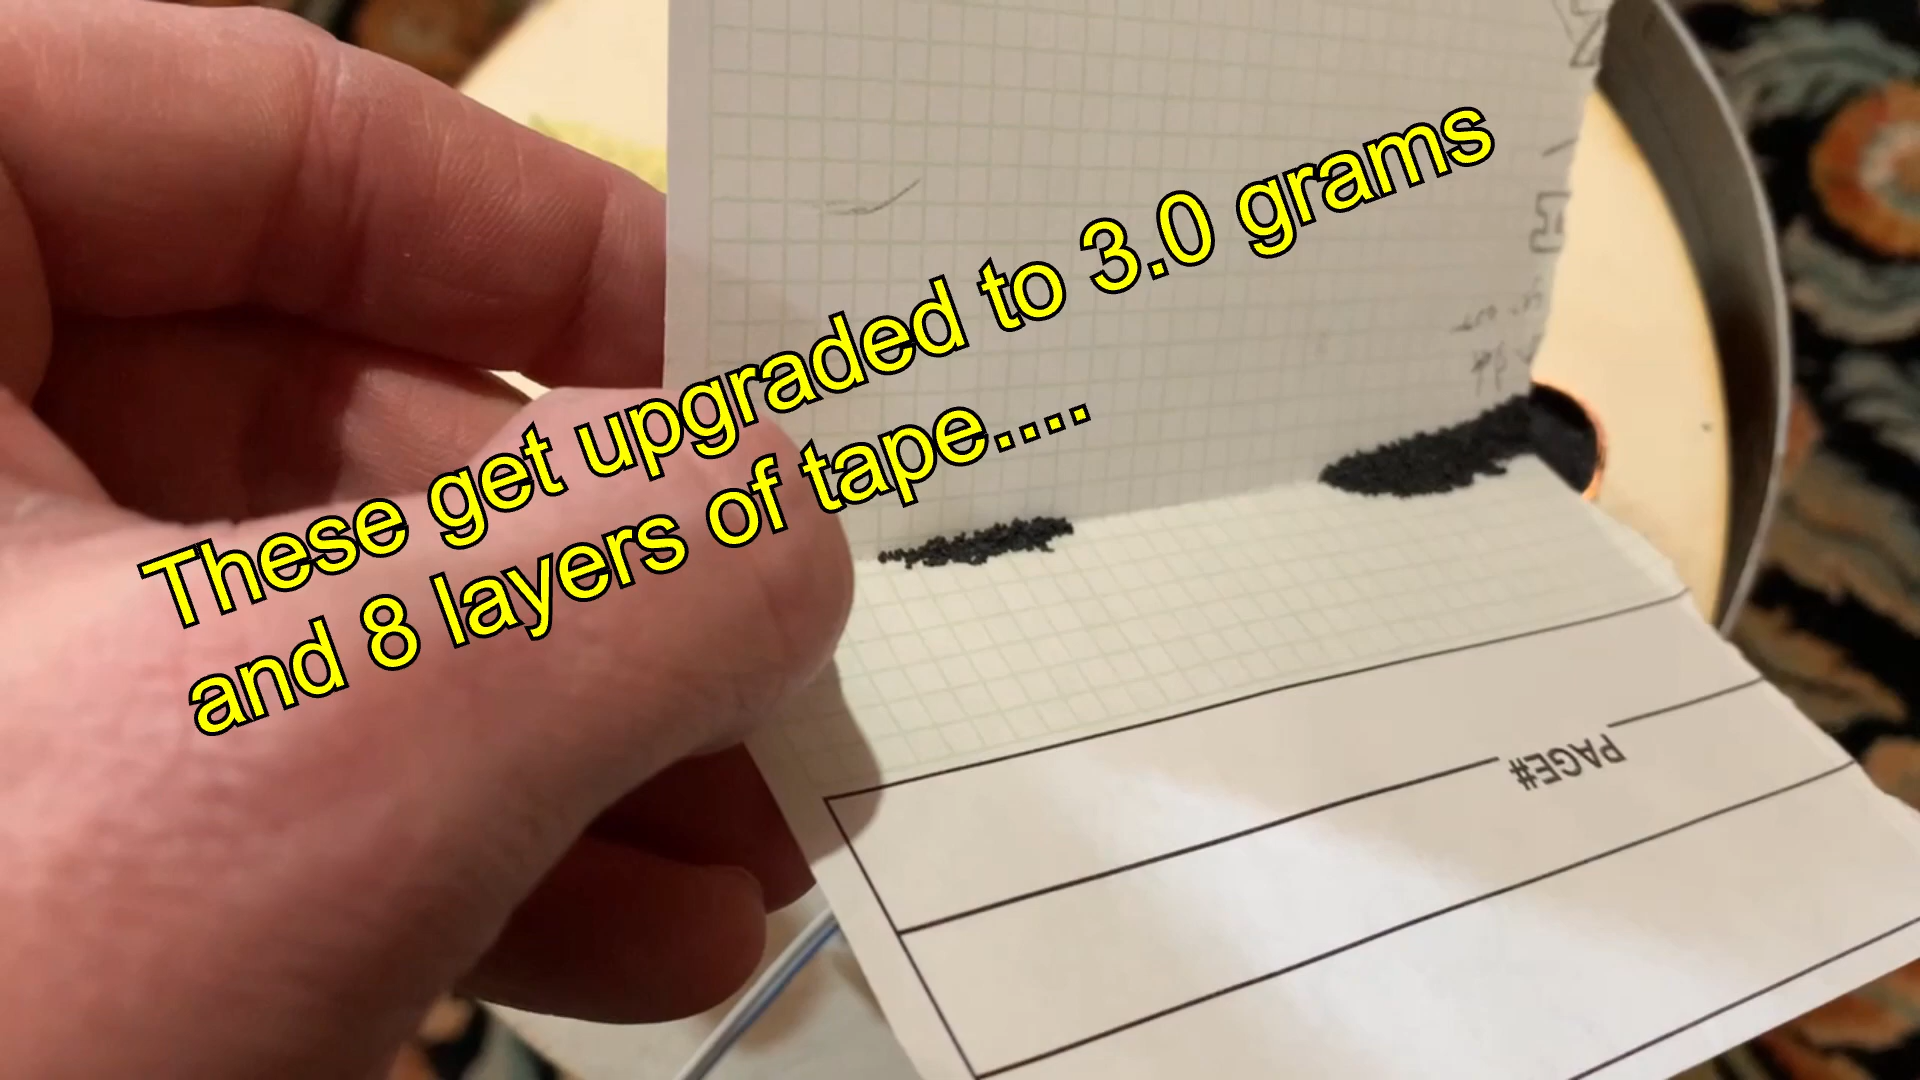 These get upgraded to 3.0 grams
and 8 layers of tape....
PAGE#